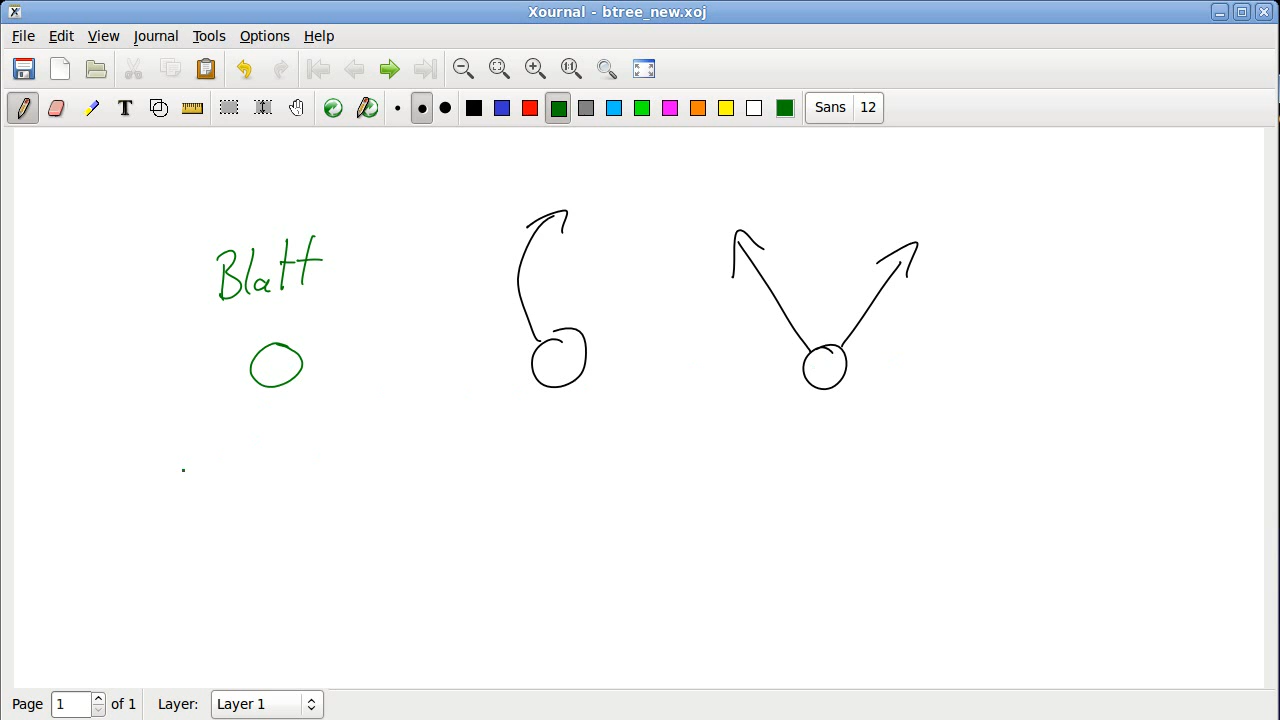 Xournal - btree_new.xoj
File Edit View Journal Tools Options Help
T Sans 12
Blatt
Page 1 of 1 Layer: Layer 1